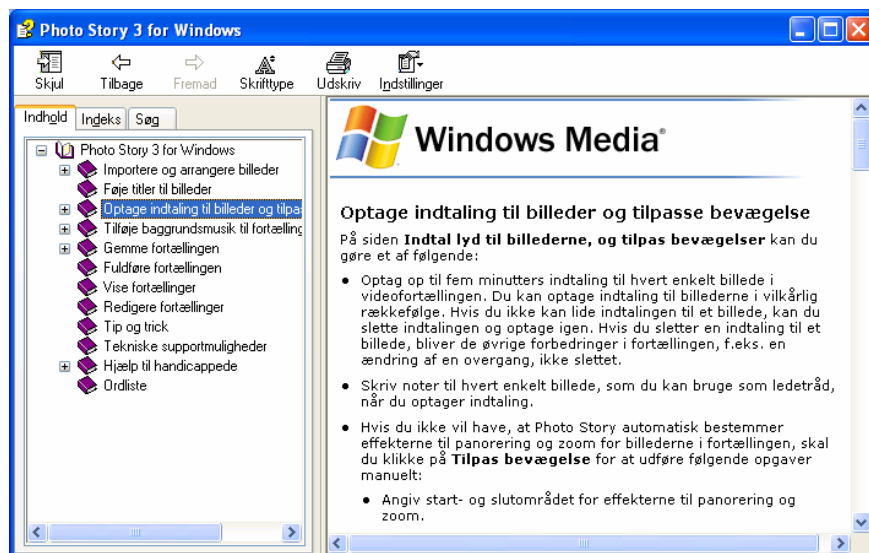 Photo Story 3 for Windows
Skjul Tilbage Fremad Skrifttype Udskriv Indstillinger
Indhold Indeks Søg
Photo Story 3 for Windows
Importere og arrangere billeder
Føje titler til billeder
Optage indtaling til billeder og tilpas
Tilføje baggrundsmusik til fortælling
Gemme fortællingen
Fuldføre fortællingen
Vise fortællinger
Redigere fortællinger
Tip og trick
Tekniske supportmuligheder
Hjælp til handicappede
Ordliste
Windows Media®
Optage indtaling til billeder og tilpasse bevægelse
På siden Indtal lyd til billederne, og tilpas bevægelser kan du
gøre et af følgende:
• Optag op til fem minutters indtaling til hvert enkelt billede i
videofortællingen. Du kan optage indtaling til billederne i vilkårlig
rækkefølge. Hvis du ikke kan lide indtalingen til et billede, kan du
slette indtalingen og optage igen. Hvis du sletter en indtaling til et
billede, bliver de øvrige forbedringer i fortællingen, f.eks. en
ændring af en overgang, ikke slettet.
• Skriv noter til hvert enkelt billede, som du kan bruge som ledetråd,
når du optager indtaling.
• Hvis du ikke vil have, at Photo Story automatisk bestemmer
effekterne til panorering og zoom for billederne i fortællingen, skal
du klikke på Tilpas bevægelse for at udføre følgende opgaver
manuelt:
• Angiv start- og slutområdet for effekterne til panorering og
zoom.